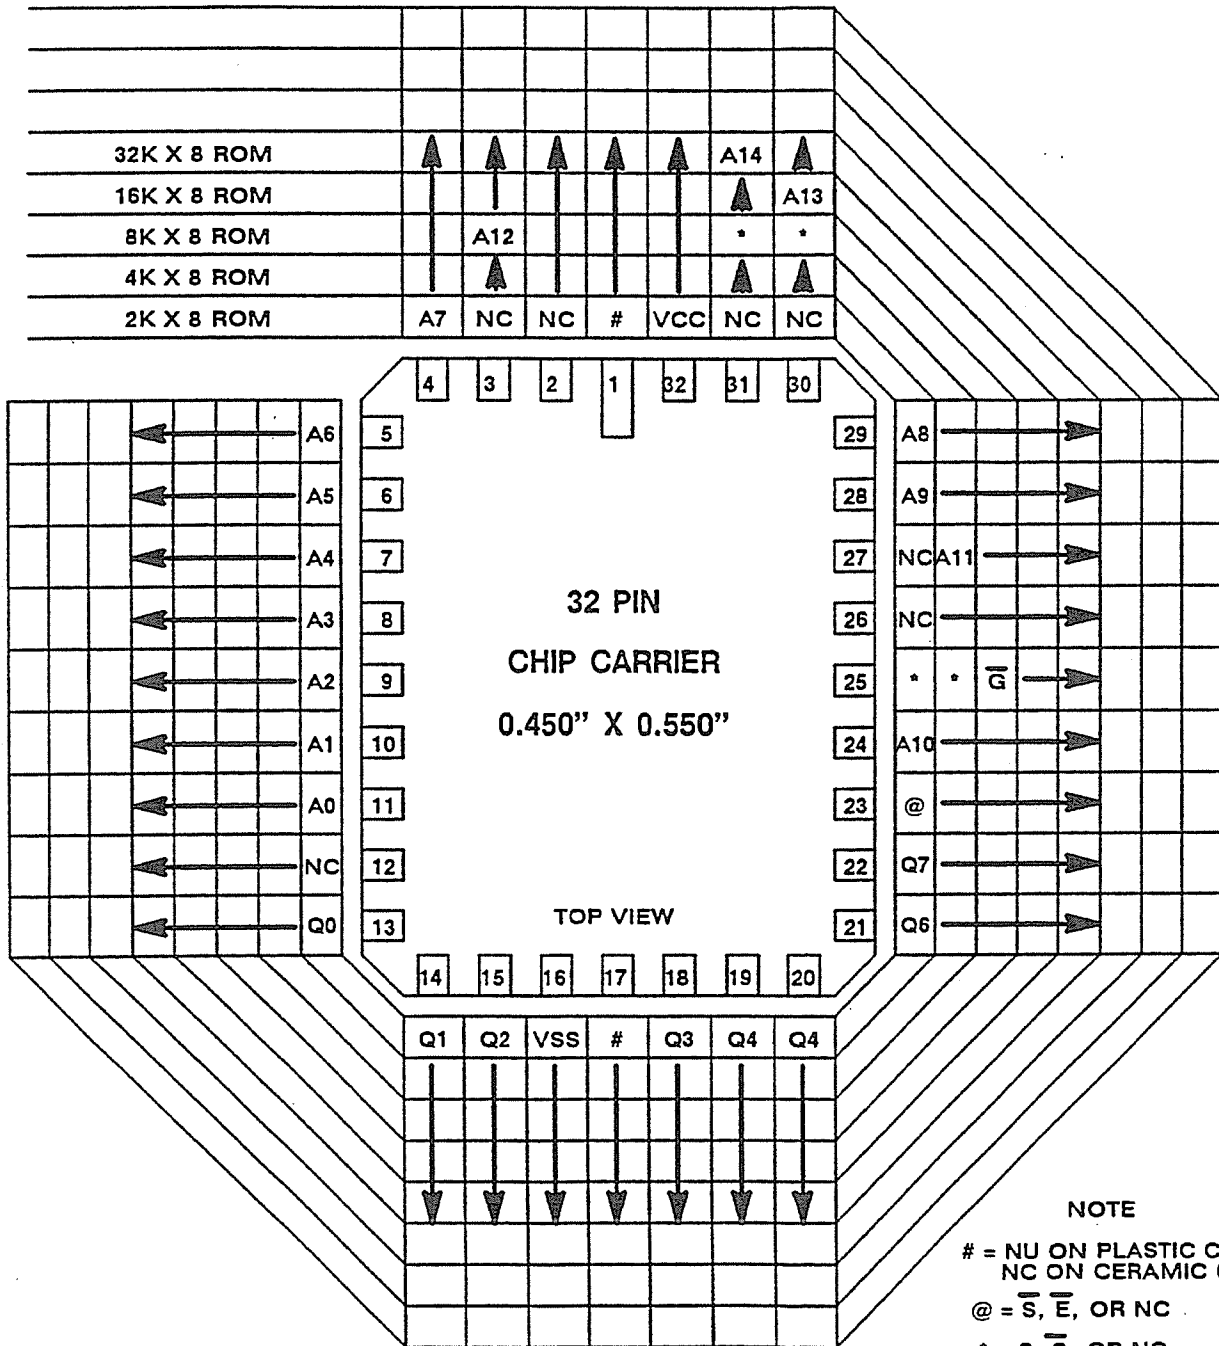 32K X 8 ROM A14
16K X 8 ROM A13
8K X 8 ROM A12 * *
4K X 8 ROM
2K X 8 ROM A7 NC NC # VCC NC NC
4 3 2 1 32 31 30
A6 5 29 A8
A5 6 28 A9
A4 7 27 NC A11
A3 8 26 NC
A2 9 25 * * G̅
A1 10 24 A10
A0 11 23 @
NC 12 22 Q7
Q0 13 21 Q6
32 PIN
CHIP CARRIER
0.450” X 0.550”
TOP VIEW
14 15 16 17 18 19 20
Q1 Q2 VSS # Q3 Q4 Q4
NOTE
# = NU ON PLASTIC
NC ON CERAMIC
@ = S̅, E̅, OR NC